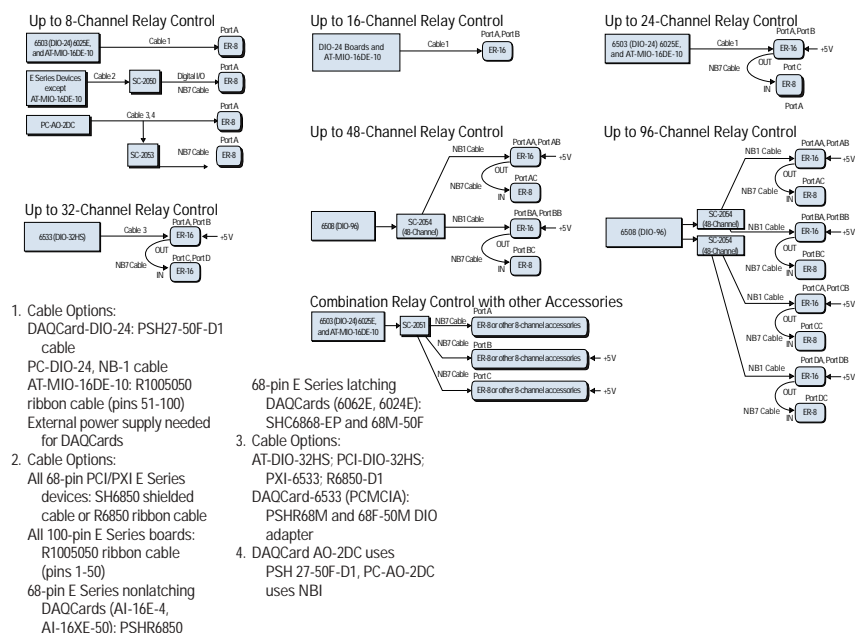 Up to 8-Channel Relay Control
6503 (DIO-24) 6025E,
and AT-MIO-16DE-10
Cable 1
Port A
ER-8
E Series Devices
except
AT-MIO-16DE-10
Cable 2
SC-2050
Digital I/O
NB7 Cable
Port A
ER-8
PC-AO-2DC
Cable 3, 4
Port A
ER-8
SC-2053
NB7 Cable
Port A
ER-8
Up to 16-Channel Relay Control
DIO-24 Boards and
AT-MIO-16DE-10
Cable 1
Port A, Port B
ER-16
Up to 24-Channel Relay Control
6503 (DIO-24) 6025E,
and AT-MIO-16DE-10
Cable 1
Port A, Port B
ER-16
+5 V
OUT
NB7 Cable
Port C
ER-8
IN
Port A
Up to 32-Channel Relay Control
6533 (DIO-32HS)
Cable 3
Port A, Port B
ER-16
+5 V
OUT
NB7 Cable
Port C, Port D
ER-16
IN
Up to 48-Channel Relay Control
6508 (DIO-96)
SC-2054
(48-Channel)
NB1 Cable
Port AA, Port AB
ER-16
+5 V
OUT
NB7 Cable
Port AC
ER-8
IN
NB1 Cable
Port BA, Port BB
ER-16
+5 V
OUT
NB7 Cable
Port BC
ER-8
IN
Up to 96-Channel Relay Control
6508 (DIO-96)
SC-2054
(48-Channel)
SC-2054
(48-Channel)
NB1 Cable
Port AA, Port AB
ER-16
+5V
OUT
NB7 Cable
Port AC
ER-8
IN
NB1 Cable
Port BA, Port BB
ER-16
+5V
OUT
NB7 Cable
Port BC
ER-8
IN
NB1 Cable
Port CA, Port CB
ER-16
+5V
OUT
NB7 Cable
Port CC
ER-8
IN
NB1 Cable
Port DA, Port DB
ER-16
+5V
OUT
NB7 Cable
Port DC
ER-8
IN
Combination Relay Control with other Accessories
6503 (DIO-24) 6025E,
and AT-MIO-16DE-10
SC-2051
NB7 Cable
Port A
ER-8 or other 8-channel accessories
NB7 Cable
Port B
ER-8 or other 8-channel accessories
+5 V
NB7 Cable
Port C
ER-8 or other 8-channel accessories
+5 V
1. Cable Options:
DAQCard-DIO-24: PSH27-50F-D1
cable
PC-DIO-24, NB-1 cable
AT-MIO-16DE-10: R1005050
ribbon cable (pins 51-100)
External power supply needed
for DAQCards
2. Cable Options:
All 68-pin PCI/PXI E Series
devices: SH6850 shielded
cable or R6850 ribbon cable
All 100-pin E Series boards:
R1005050 ribbon cable
(pins 1-50)
68-pin E Series nonlatching
DAQCards (AI-16E-4,
AI-16XE-50): PSHR6850
68-pin E Series latching
DAQCards (6062E, 6024E):
SHC6868-EP and 68M-50F
3. Cable Options:
AT-DIO-32HS; PCI-DIO-32HS;
PXI-6533; R6850-D1
DAQCard-6533 (PCMCIA):
PSHR68M and 68F-50M DIO
adapter
4. DAQCard AO-2DC uses
PSH 27-50F-D1, PC-AO-2DC
uses NBI